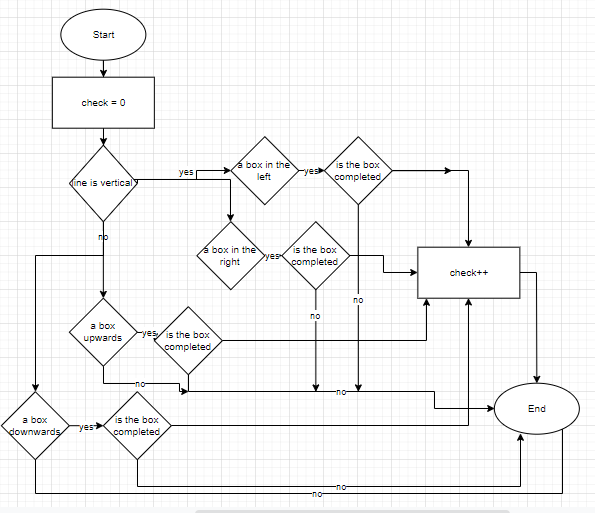 Start
check = 0
line is vertical
yes
a box in the
left
yes
is the box
completed
a box in the
right
yes
is the box
completed
no
check++
no
no
a box
upwards
yes
is the box
completed
no
no
End
a box
downwards
yes
is the box
completed
no
no